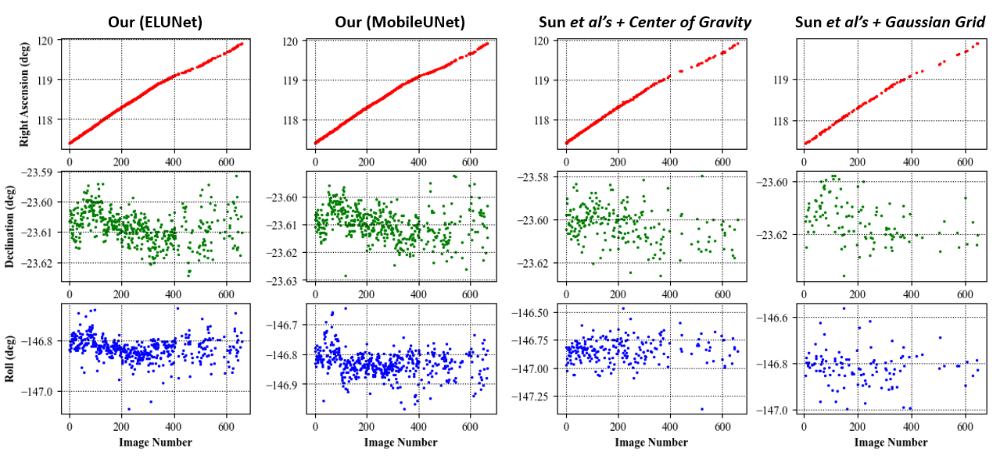 Our (ELUNet) Our (MobileUNet) Sun et al’s + Center of Gravity Sun et al’s + Gaussian Grid
Right Ascension (deg)
120
119
118
0 200 400 600
120
119
118
0 200 400 600
120
119
118
0 200 400 600
119
118
0 200 400 600
Declination (deg)
−23.59
−23.60
−23.61
−23.62
0 200 400 600
−23.60
−23.61
−23.62
−23.63
0 200 400 600
−23.58
−23.60
−23.62
0 200 400 600
−23.60
−23.62
0 200 400 600
Roll (deg)
−146.8
−147.0
0 200 400 600
Image Number
−146.7
−146.8
−146.9
0 200 400 600
Image Number
−146.50
−146.75
−147.00
−147.25
0 200 400 600
Image Number
−146.6
−146.8
−147.0
0 200 400 600
Image Number